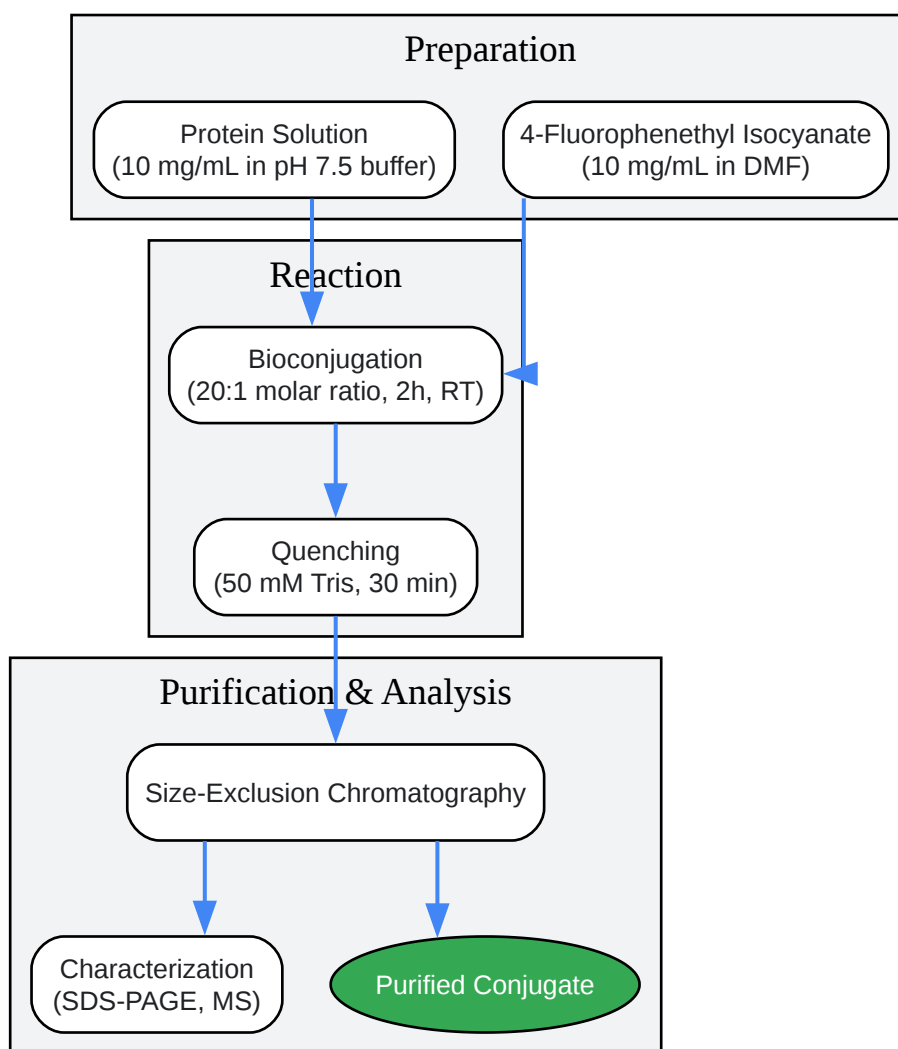 Preparation
Protein Solution
(10 mg/mL in pH 7.5 buffer)
4-Fluorophenethyl Isocyanate
(10 mg/mL in DMF)
Reaction
Bioconjugation
(20:1 molar ratio, 2h, RT)
Quenching
(50 mM Tris, 30 min)
Purification & Analysis
Size-Exclusion Chromatography
Characterization
(SDS-PAGE, MS)
Purified Conjugate